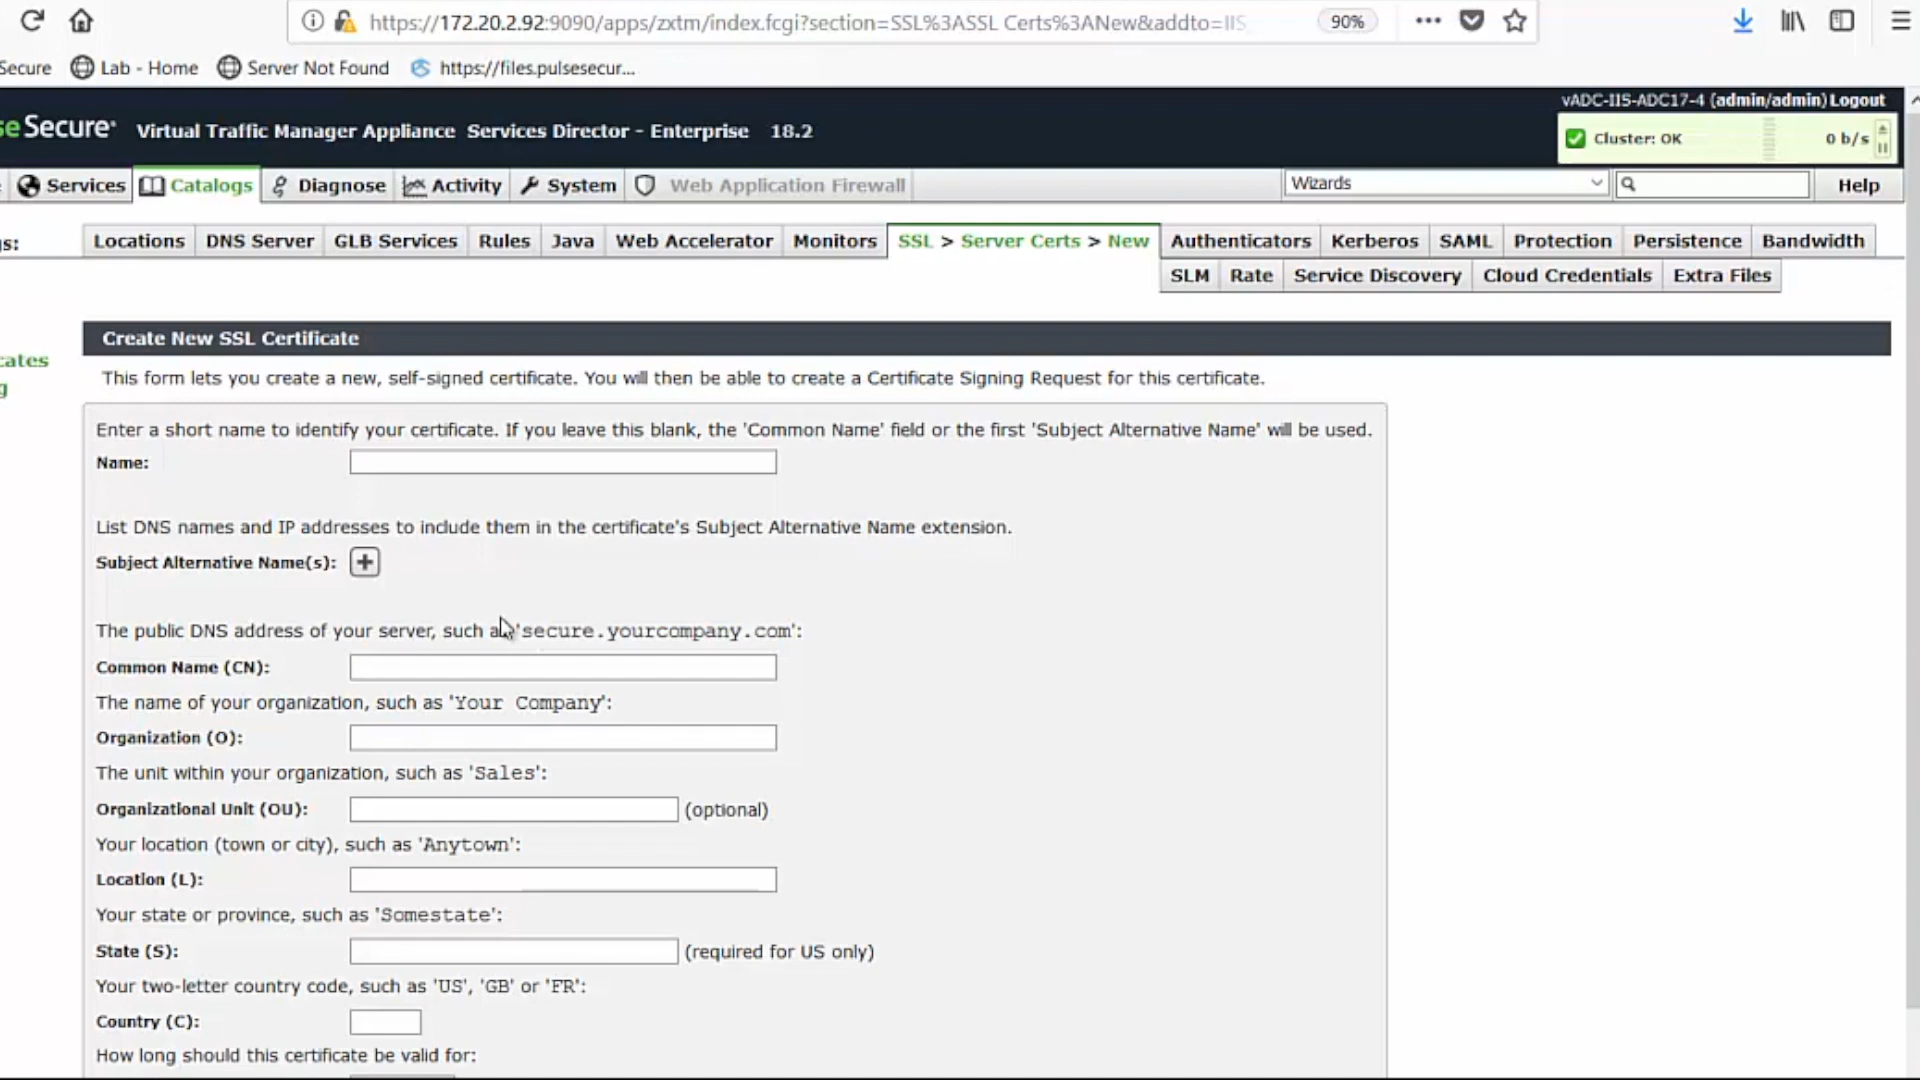 https://172.20.2.92:9090/apps/zxtm/index.fcgi?section=SSL%3ASSL Certs%3ANew&addto=IIS
90%
Secure Lab - Home Server Not Found https://files.pulsesecur...
vADC-IIS-ADC17-4 (admin/admin) Logout
eSecure Virtual Traffic Manager Appliance Services Director - Enterprise 18.2
Cluster: OK 0 b/s
Services Catalogs Diagnose Activity System Web Application Firewall Wizards Help
s: Locations DNS Server GLB Services Rules Java Web Accelerator Monitors SSL > Server Certs > New Authenticators Kerberos SAML Protection Persistence Bandwidth
SLM Rate Service Discovery Cloud Credentials Extra Files
Create New SSL Certificate
cates
This form lets you create a new, self-signed certificate. You will then be able to create a Certificate Signing Request for this certificate.
g
Enter a short name to identify your certificate. If you leave this blank, the 'Common Name' field or the first 'Subject Alternative Name' will be used.
Name:
List DNS names and IP addresses to include them in the certificate's Subject Alternative Name extension.
Subject Alternative Name(s):
The public DNS address of your server, such as 'secure.yourcompany.com':
Common Name (CN):
The name of your organization, such as 'Your Company':
Organization (O):
The unit within your organization, such as 'Sales':
Organizational Unit (OU): (optional)
Your location (town or city), such as 'Anytown':
Location (L):
Your state or province, such as 'Somestate':
State (S): (required for US only)
Your two-letter country code, such as 'US', 'GB' or 'FR':
Country (C):
How long should this certificate be valid for: